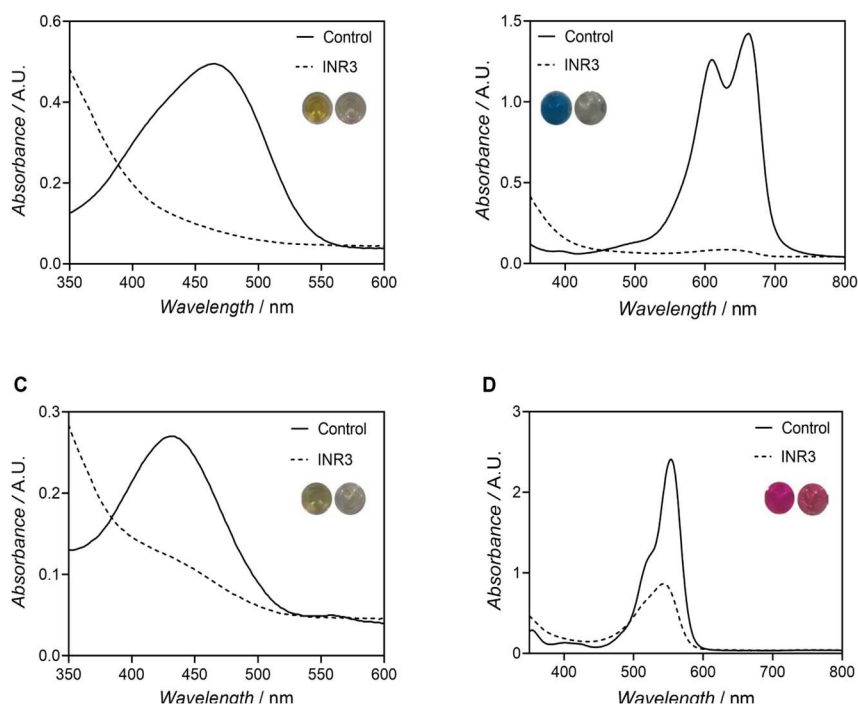 0.6
0.4
0.2
0.0
Absorbance / A.U.
Control
INR3
350 400 450 500 550 600
Wavelength / nm
1.5
1.0
0.5
0.0
Absorbance / A.U.
Control
INR3
400 500 600 700 800
Wavelength / nm
C
0.3
0.2
0.1
0.0
Absorbance / A.U.
Control
INR3
350 400 450 500 550 600
Wavelength / nm
D
3
2
1
0
Absorbance / A.U.
Control
INR3
400 500 600 700 800
Wavelength / nm